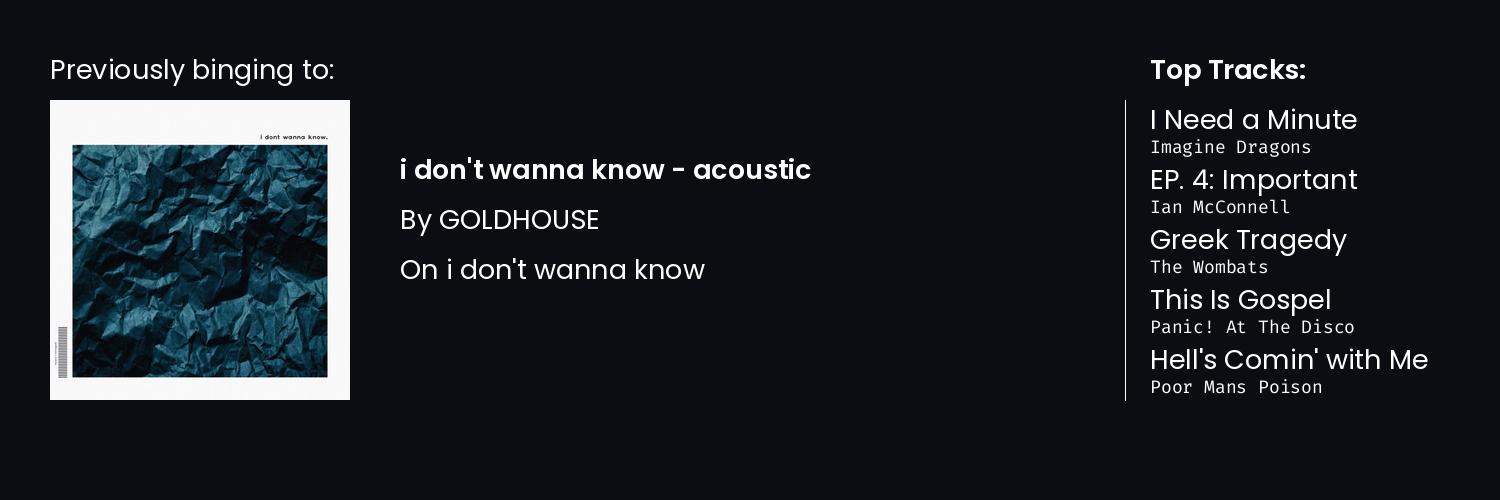 Previously binging to:
i dont wanna know.
i don't wanna know - acoustic
By GOLDHOUSE
On i don't wanna know
Top Tracks:
I Need a Minute
Imagine Dragons
EP. 4: Important
Ian McConnell
Greek Tragedy
The Wombats
This Is Gospel
Panic! At The Disco
Hell's Comin' with Me
Poor Mans Poison